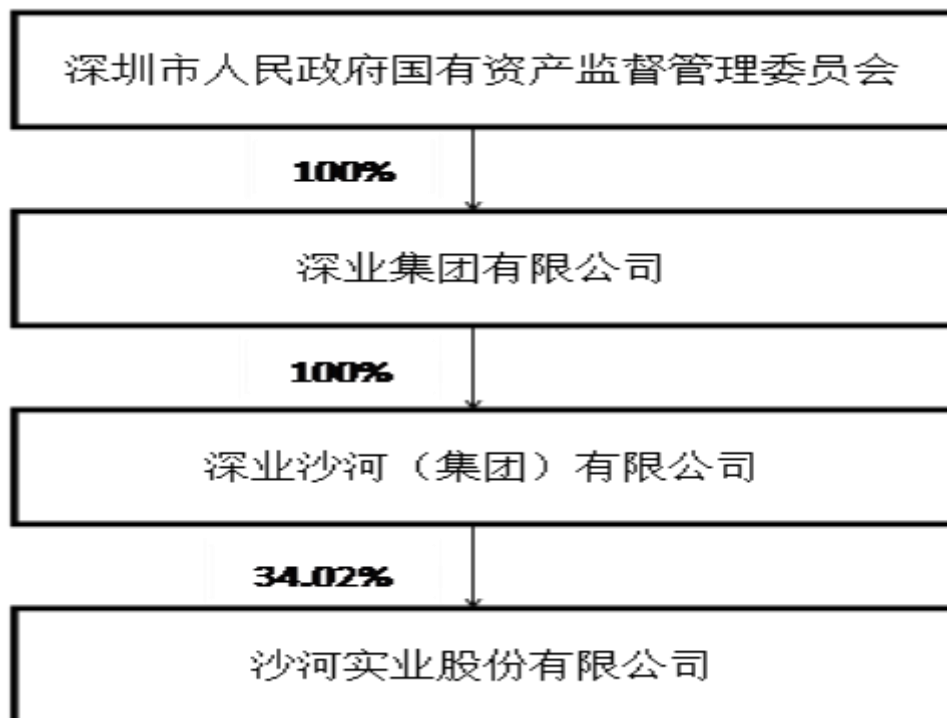 深圳市人民政府国有资产监督管理委员会
100%
深业集团有限公司
100%
深业沙河（集团）有限公司
34.02%
沙河实业股份有限公司